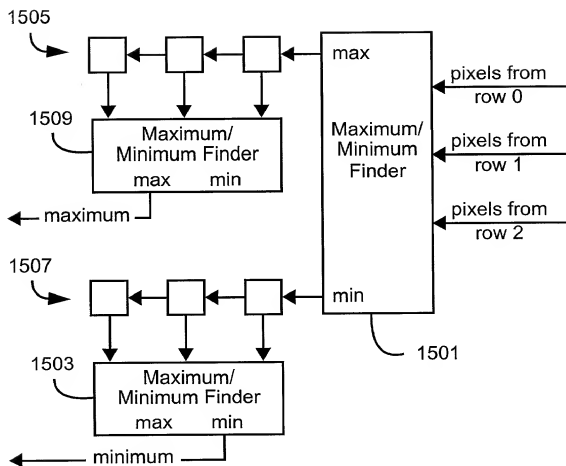 1505
max
pixels from
row 0
1509
Maximum/
Minimum Finder
max min
Maximum/
Minimum
Finder
pixels from
row 1
maximum
pixels from
row 2
1507
min
1501
1503
Maximum/
Minimum Finder
max min
minimum